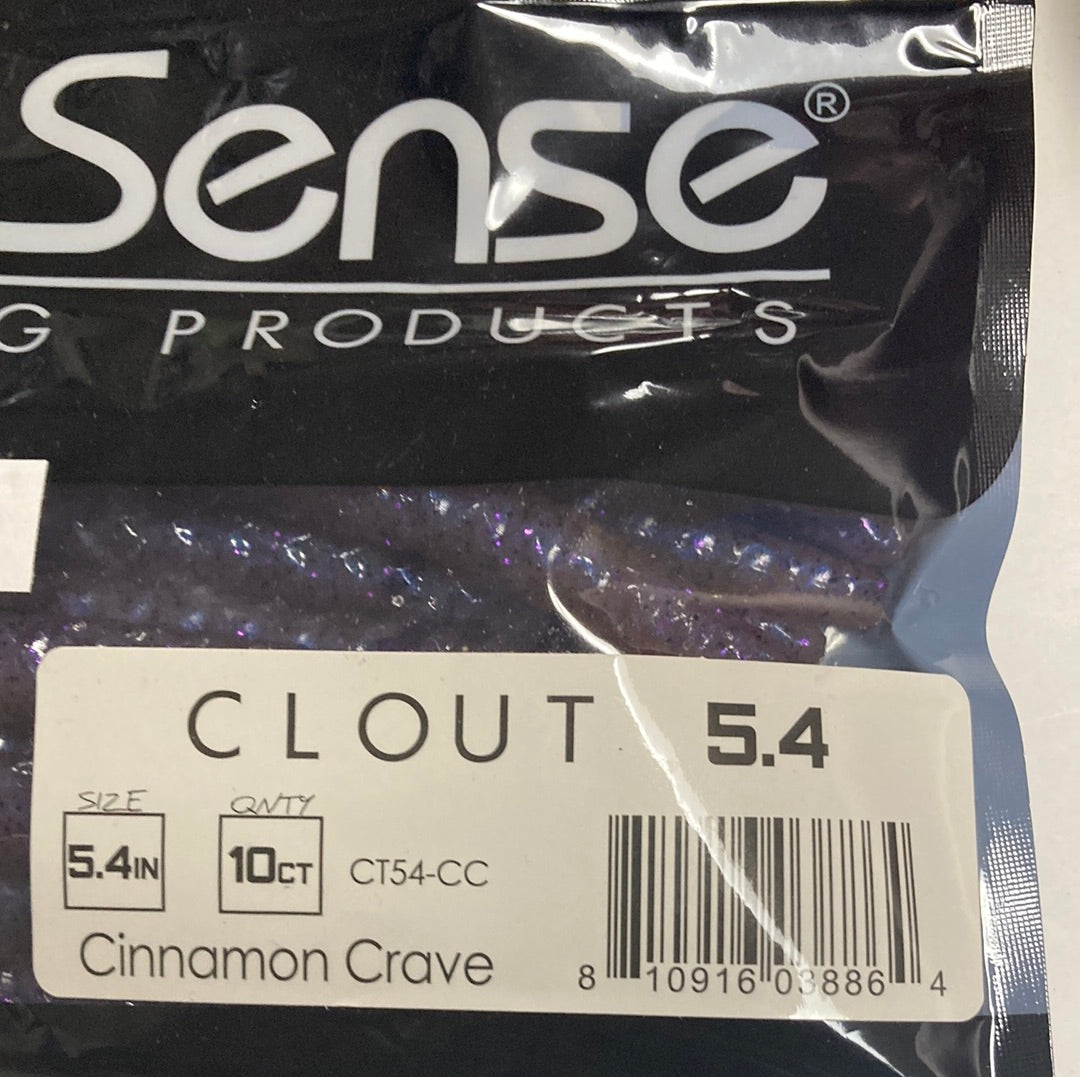 Sense®
G PRODUCTS
CLOUT 5.4
SIZE QNTY
5.4IN 10CT CT54-CC
Cinnamon Crave
8 10916 03886 4